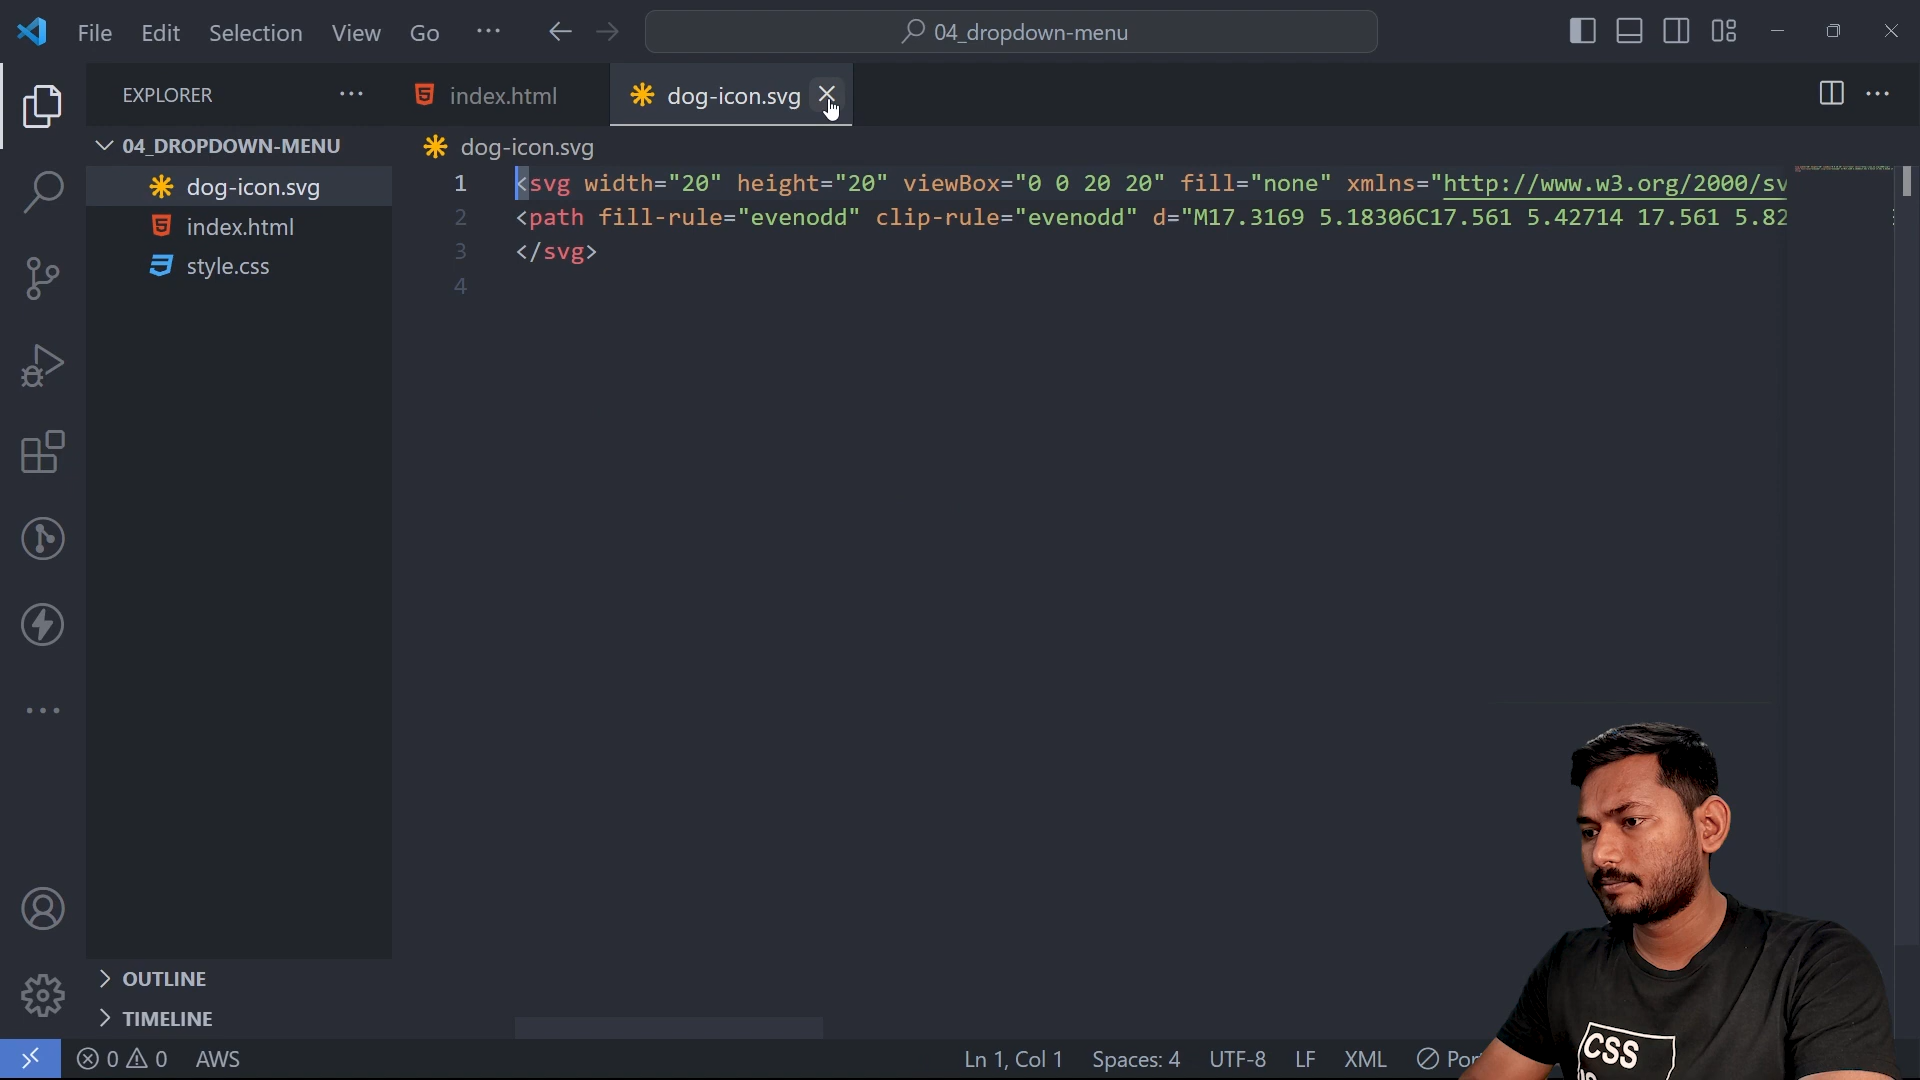 File Edit Selection View Go ··· 04_dropdown-menu
EXPLORER ··· index.html dog-icon.svg
04_DROPDOWN-MENU
dog-icon.svg
dog-icon.svg
index.html
style.css
1 <svg width="20" height="20" viewBox="0 0 20 20" fill="none" xmlns="http://www.w3.org/2000/sv
2 <path fill-rule="evenodd" clip-rule="evenodd" d="M17.3169 5.18306C17.561 5.42714 17.561 5.82
3 </svg>
4
OUTLINE
TIMELINE
0 0 AWS Ln 1, Col 1 Spaces: 4 UTF-8 LF XML Por
CSS